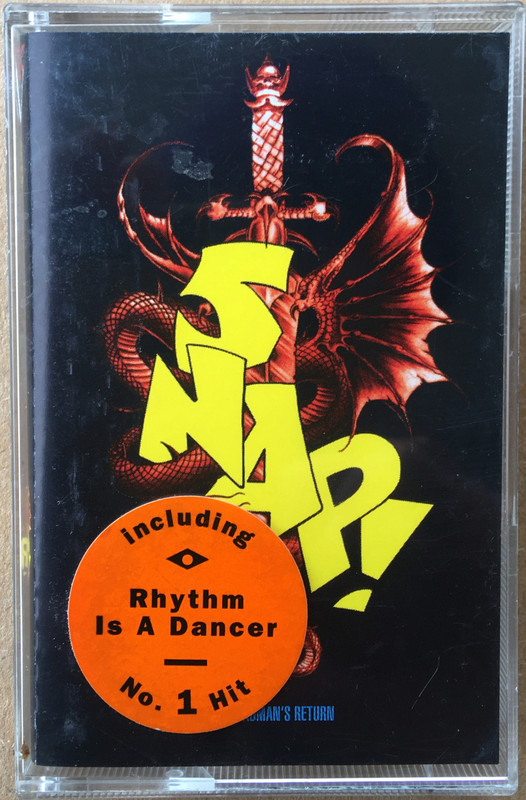 SNAP!
including
Rhythm
Is A Dancer
No. 1 Hit
MAN'S RETURN